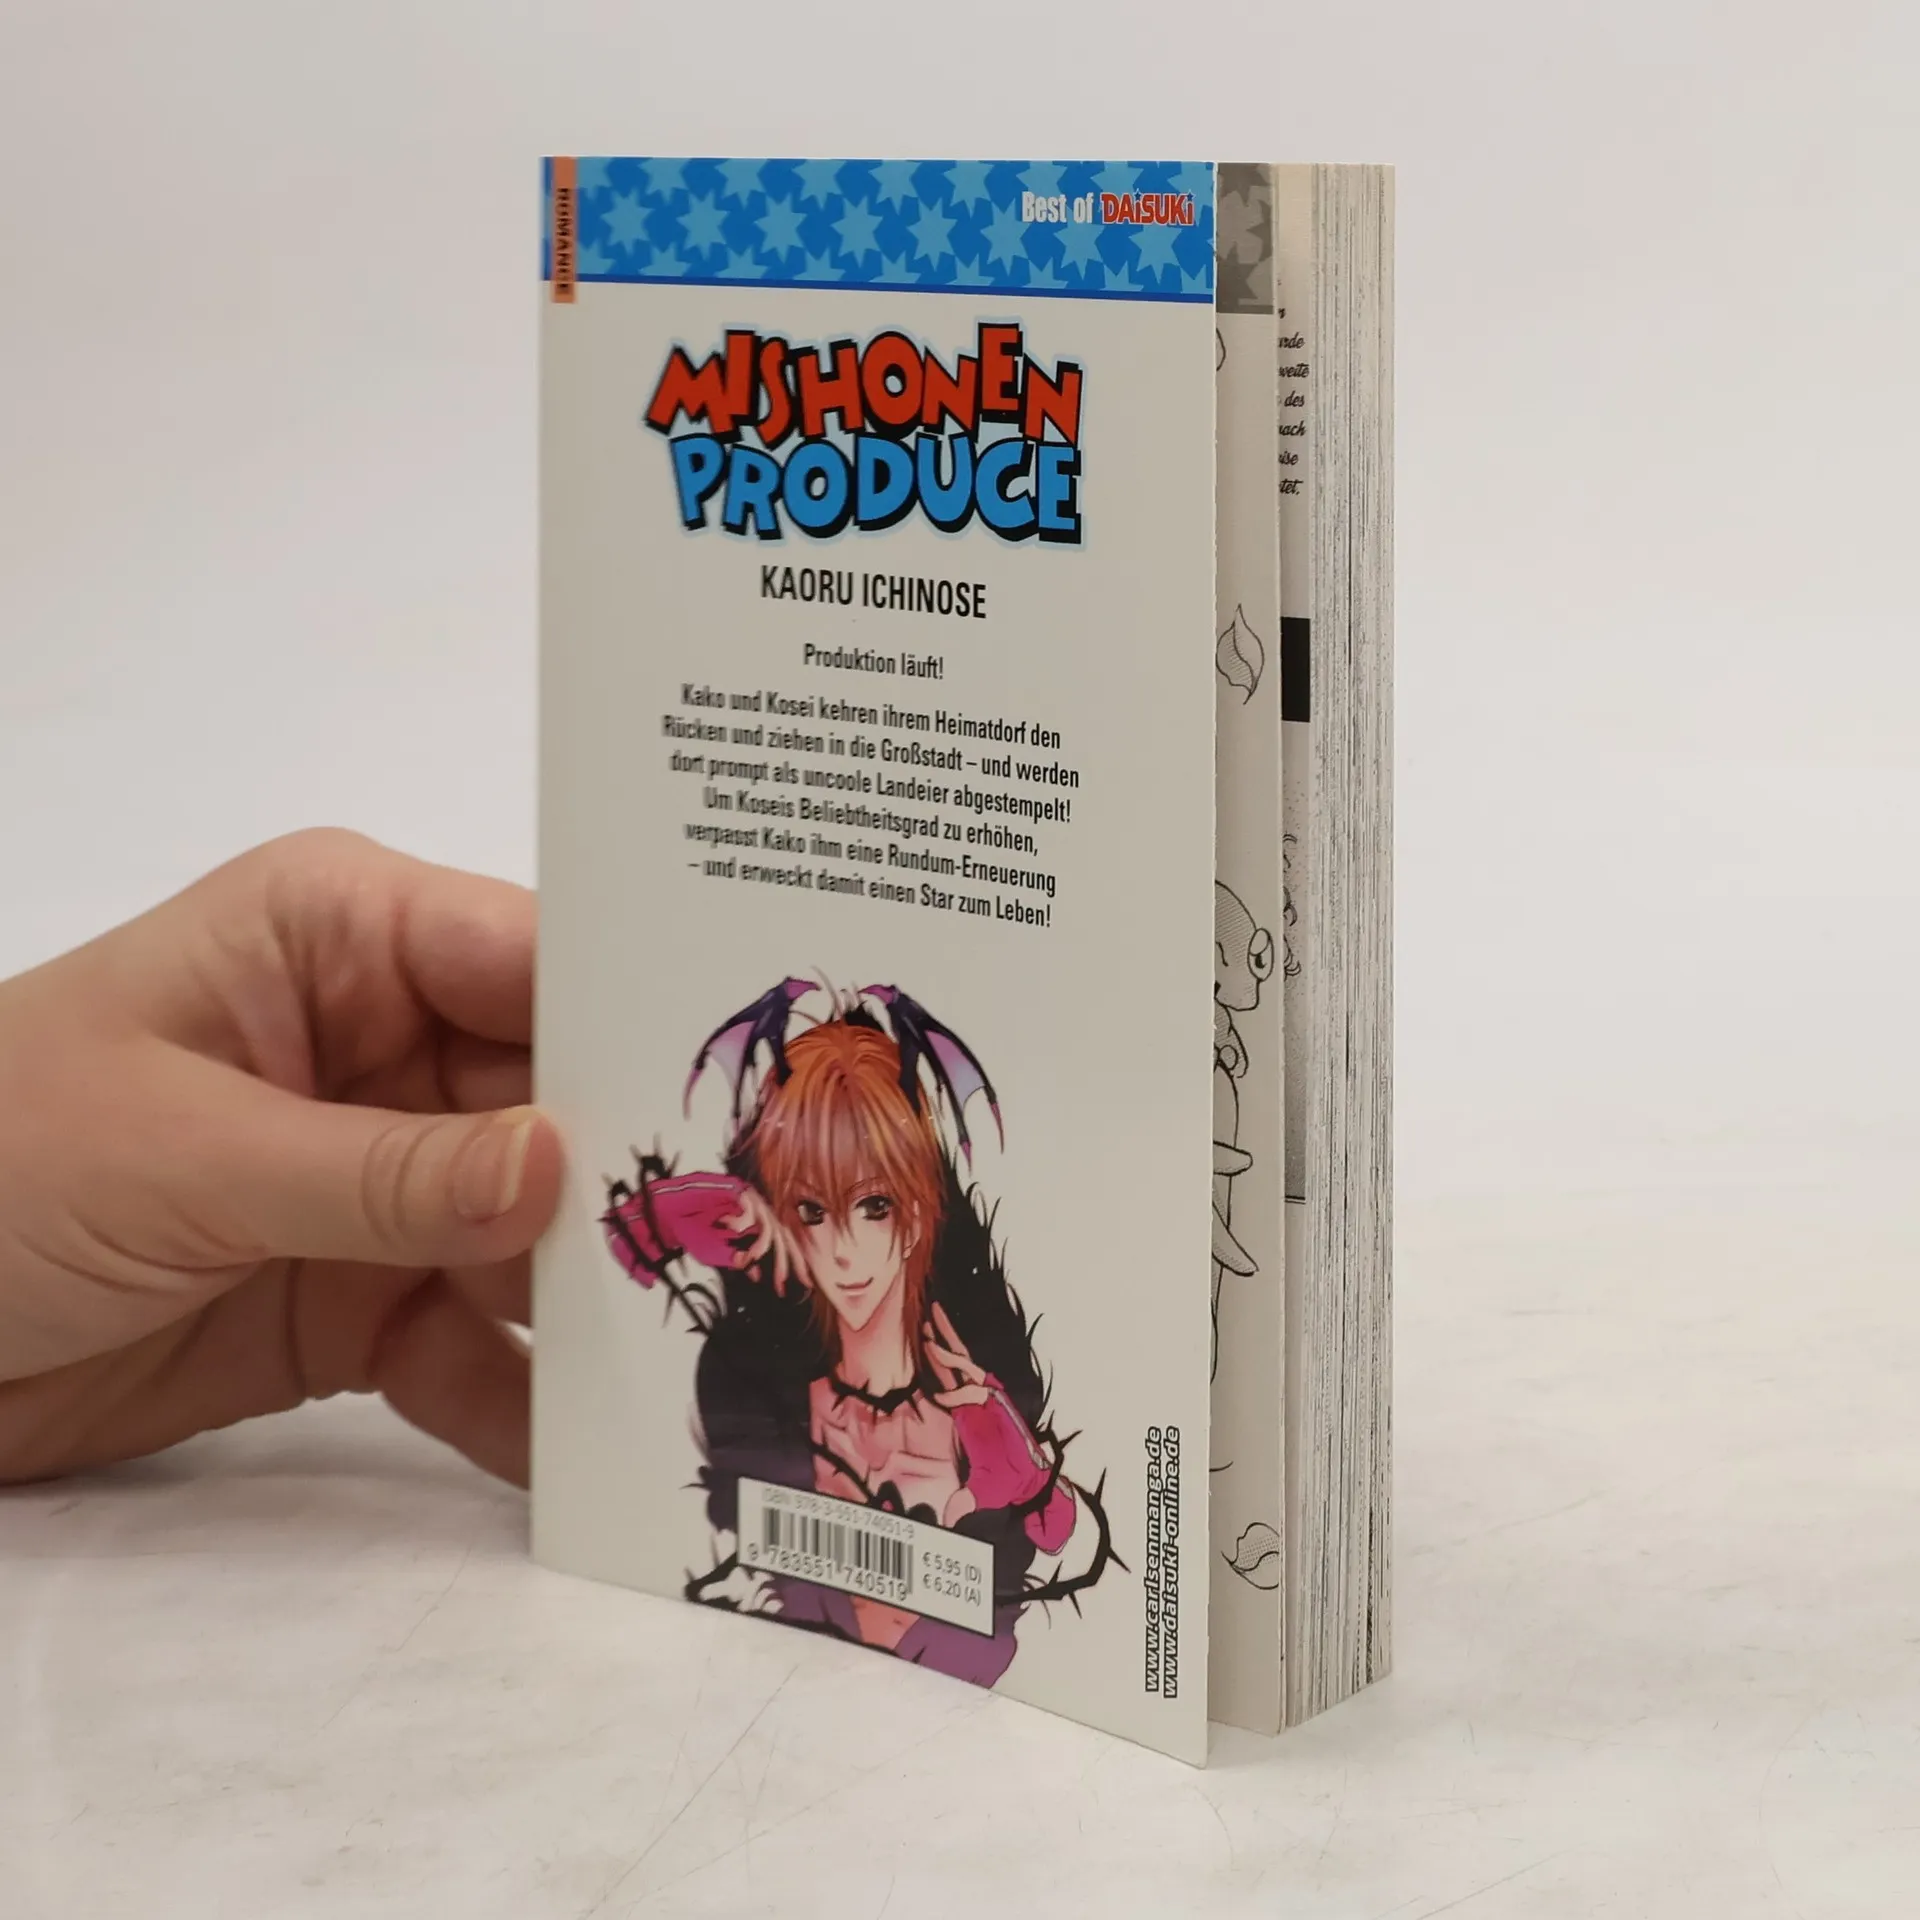 ROMANCE
Best of DAiSUKi
MISHONEN
PRODUCE
KAORU ICHINOSE
Produktion läuft!
Kako und Kosei kehren ihrem Heimatdorf den
Rücken und ziehen in die Großstadt – und werden
dort prompt als uncoole Landeier abgestempelt!
Um Koseis Beliebtheitsgrad zu erhöhen,
verpasst Kako ihm eine Rundum-Erneuerung
– und erweckt damit einen Star zum Leben!
ISBN 978-3-551-74051-9
9 783551 740519
€ 5,95 (D)
€ 6,20 (A)
www.carlsenmanga.de
www.daisuki-online.de
des